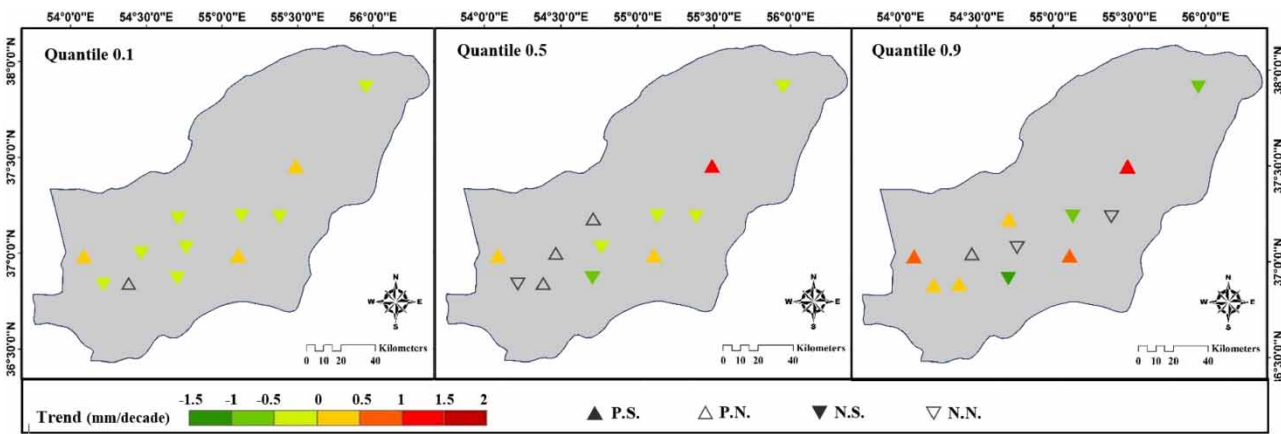 54°0'0"E 54°30'0"E 55°0'0"E 55°30'0"E 56°0'0"E 54°0'0"E 54°30'0"E 55°0'0"E 55°30'0"E 56°0'0"E 54°0'0"E 54°30'0"E 55°0'0"E 55°30'0"E 56°0'0"E
Quantile 0.1 Quantile 0.5 Quantile 0.9
38°0'0"N 38°0'0"N
37°30'0"N 37°30'0"N
37°0'0"N 37°0'0"N
36°30'0"N 36°30'0"N
N N N
W E W E W E
S S S
Kilometers Kilometers Kilometers
0 10 20 40 0 10 20 40 0 10 20 40
-1.5 -1 -0.5 0 0.5 1 1.5 2
Trend (mm/decade) P.S. P.N. N.S. N.N.